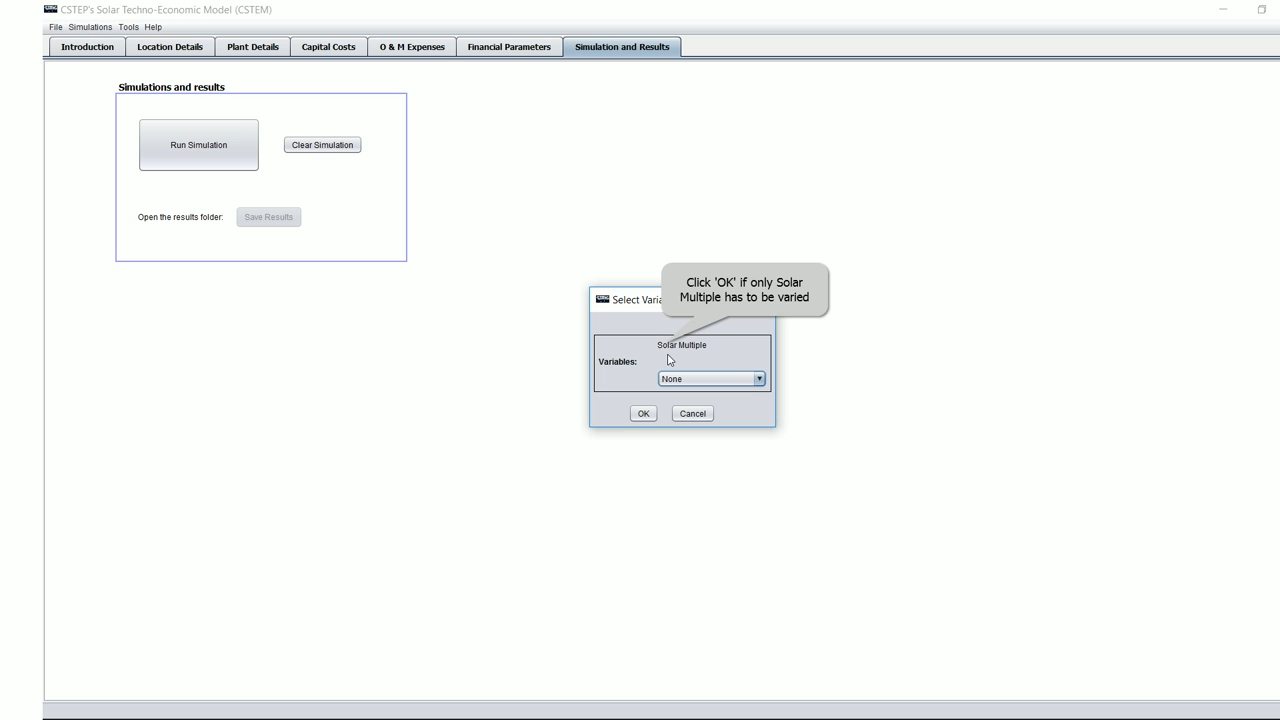 CSTEP's Solar Techno-Economic Model (CSTEM)
File Simulations Tools Help
Introduction Location Details Plant Details Capital Costs O & M Expenses Financial Parameters Simulation and Results
Simulations and results
Run Simulation Clear Simulation
Open the results folder: Save Results
Click 'OK' if only Solar
Multiple has to be varied
Select Varia
Solar Multiple
Variables:
None
OK Cancel